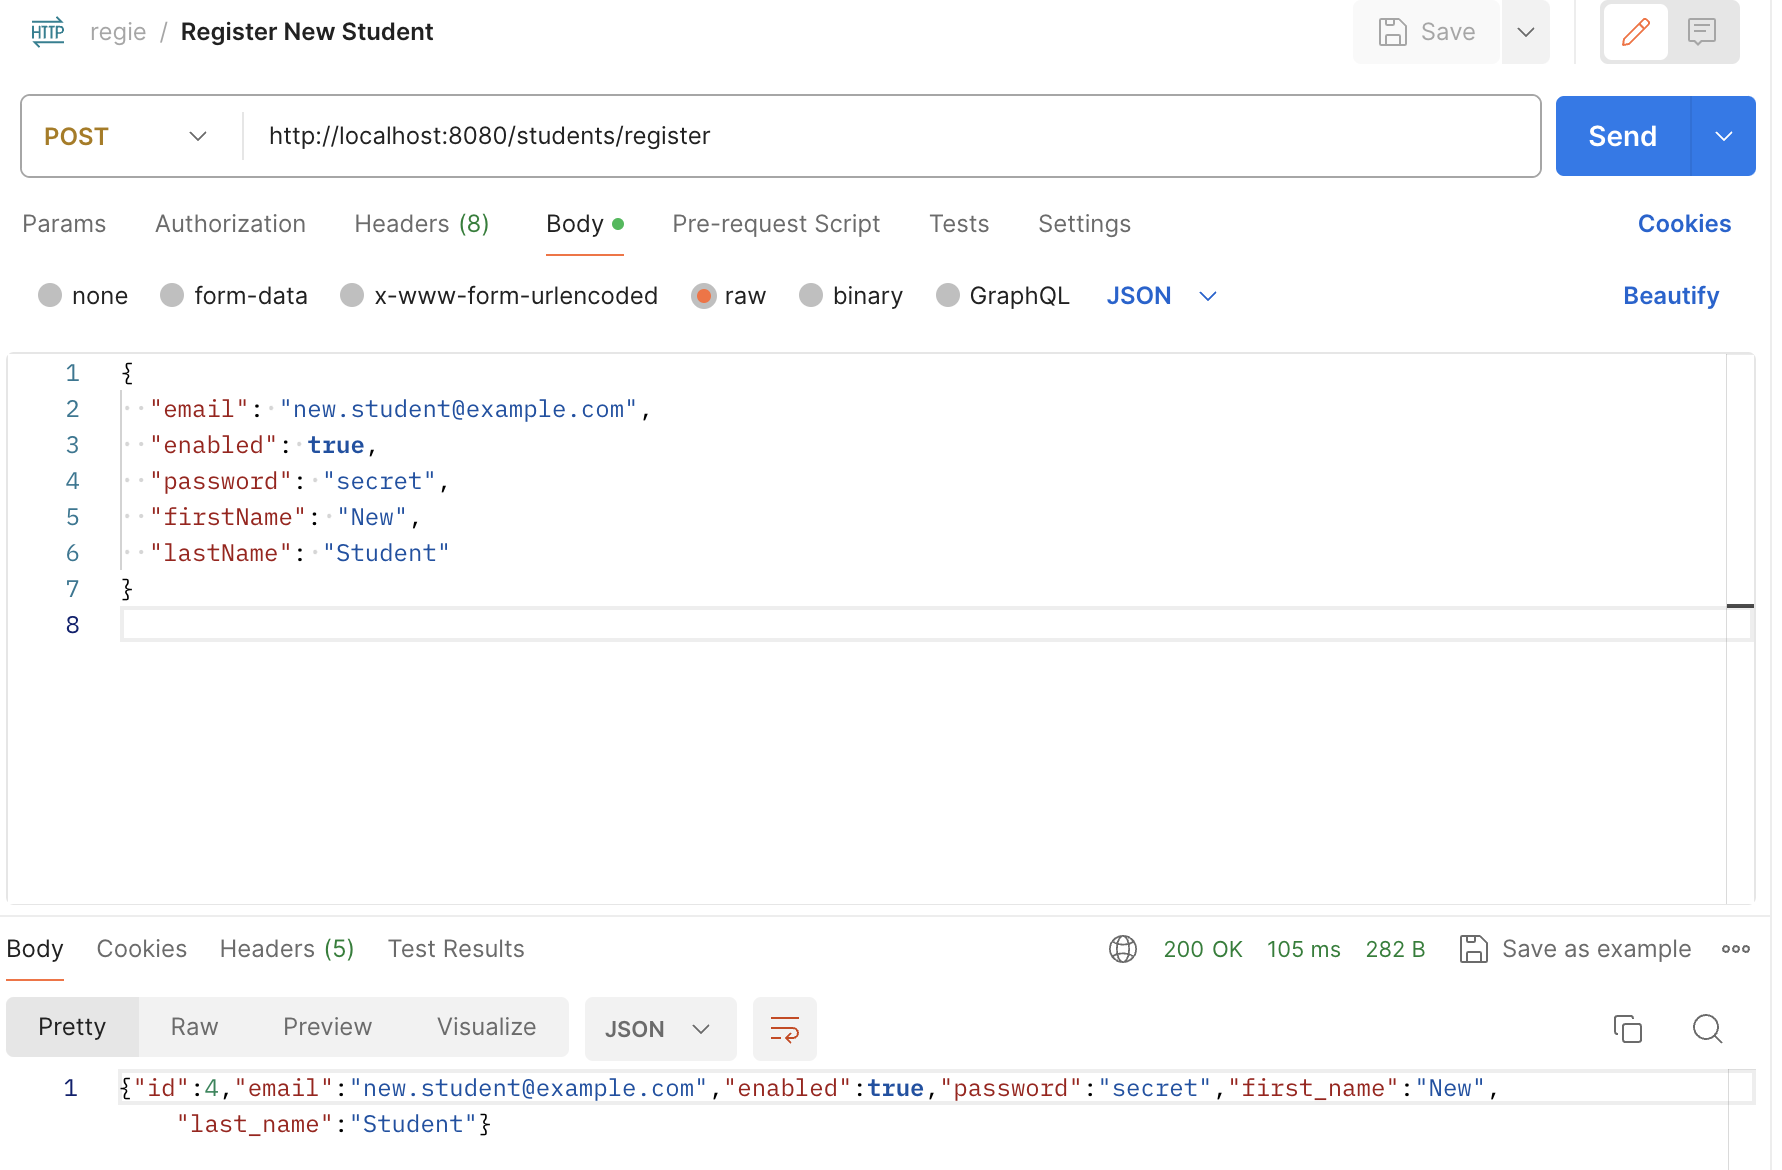 HTTP regie / Register New Student Save
POST http://localhost:8080/students/register Send
Params Authorization Headers (8) Body Pre-request Script Tests Settings Cookies
none form-data x-www-form-urlencoded raw binary GraphQL JSON Beautify
1 {
2 "email": "new.student@example.com",
3 "enabled": true,
4 "password": "secret",
5 "firstName": "New",
6 "lastName": "Student"
7 }
8
Body Cookies Headers (5) Test Results 200 OK 105 ms 282 B Save as example
Pretty Raw Preview Visualize JSON
1 {"id":4,"email":"new.student@example.com","enabled":true,"password":"secret","first_name":"New",
"last_name":"Student"}